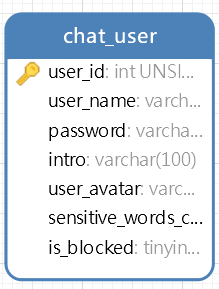 chat_user
user_id: int UNSI...
user_name: varch...
password: varcha...
intro: varchar(100)
user_avatar: varc...
sensitive_words_c...
is_blocked: tinyin...